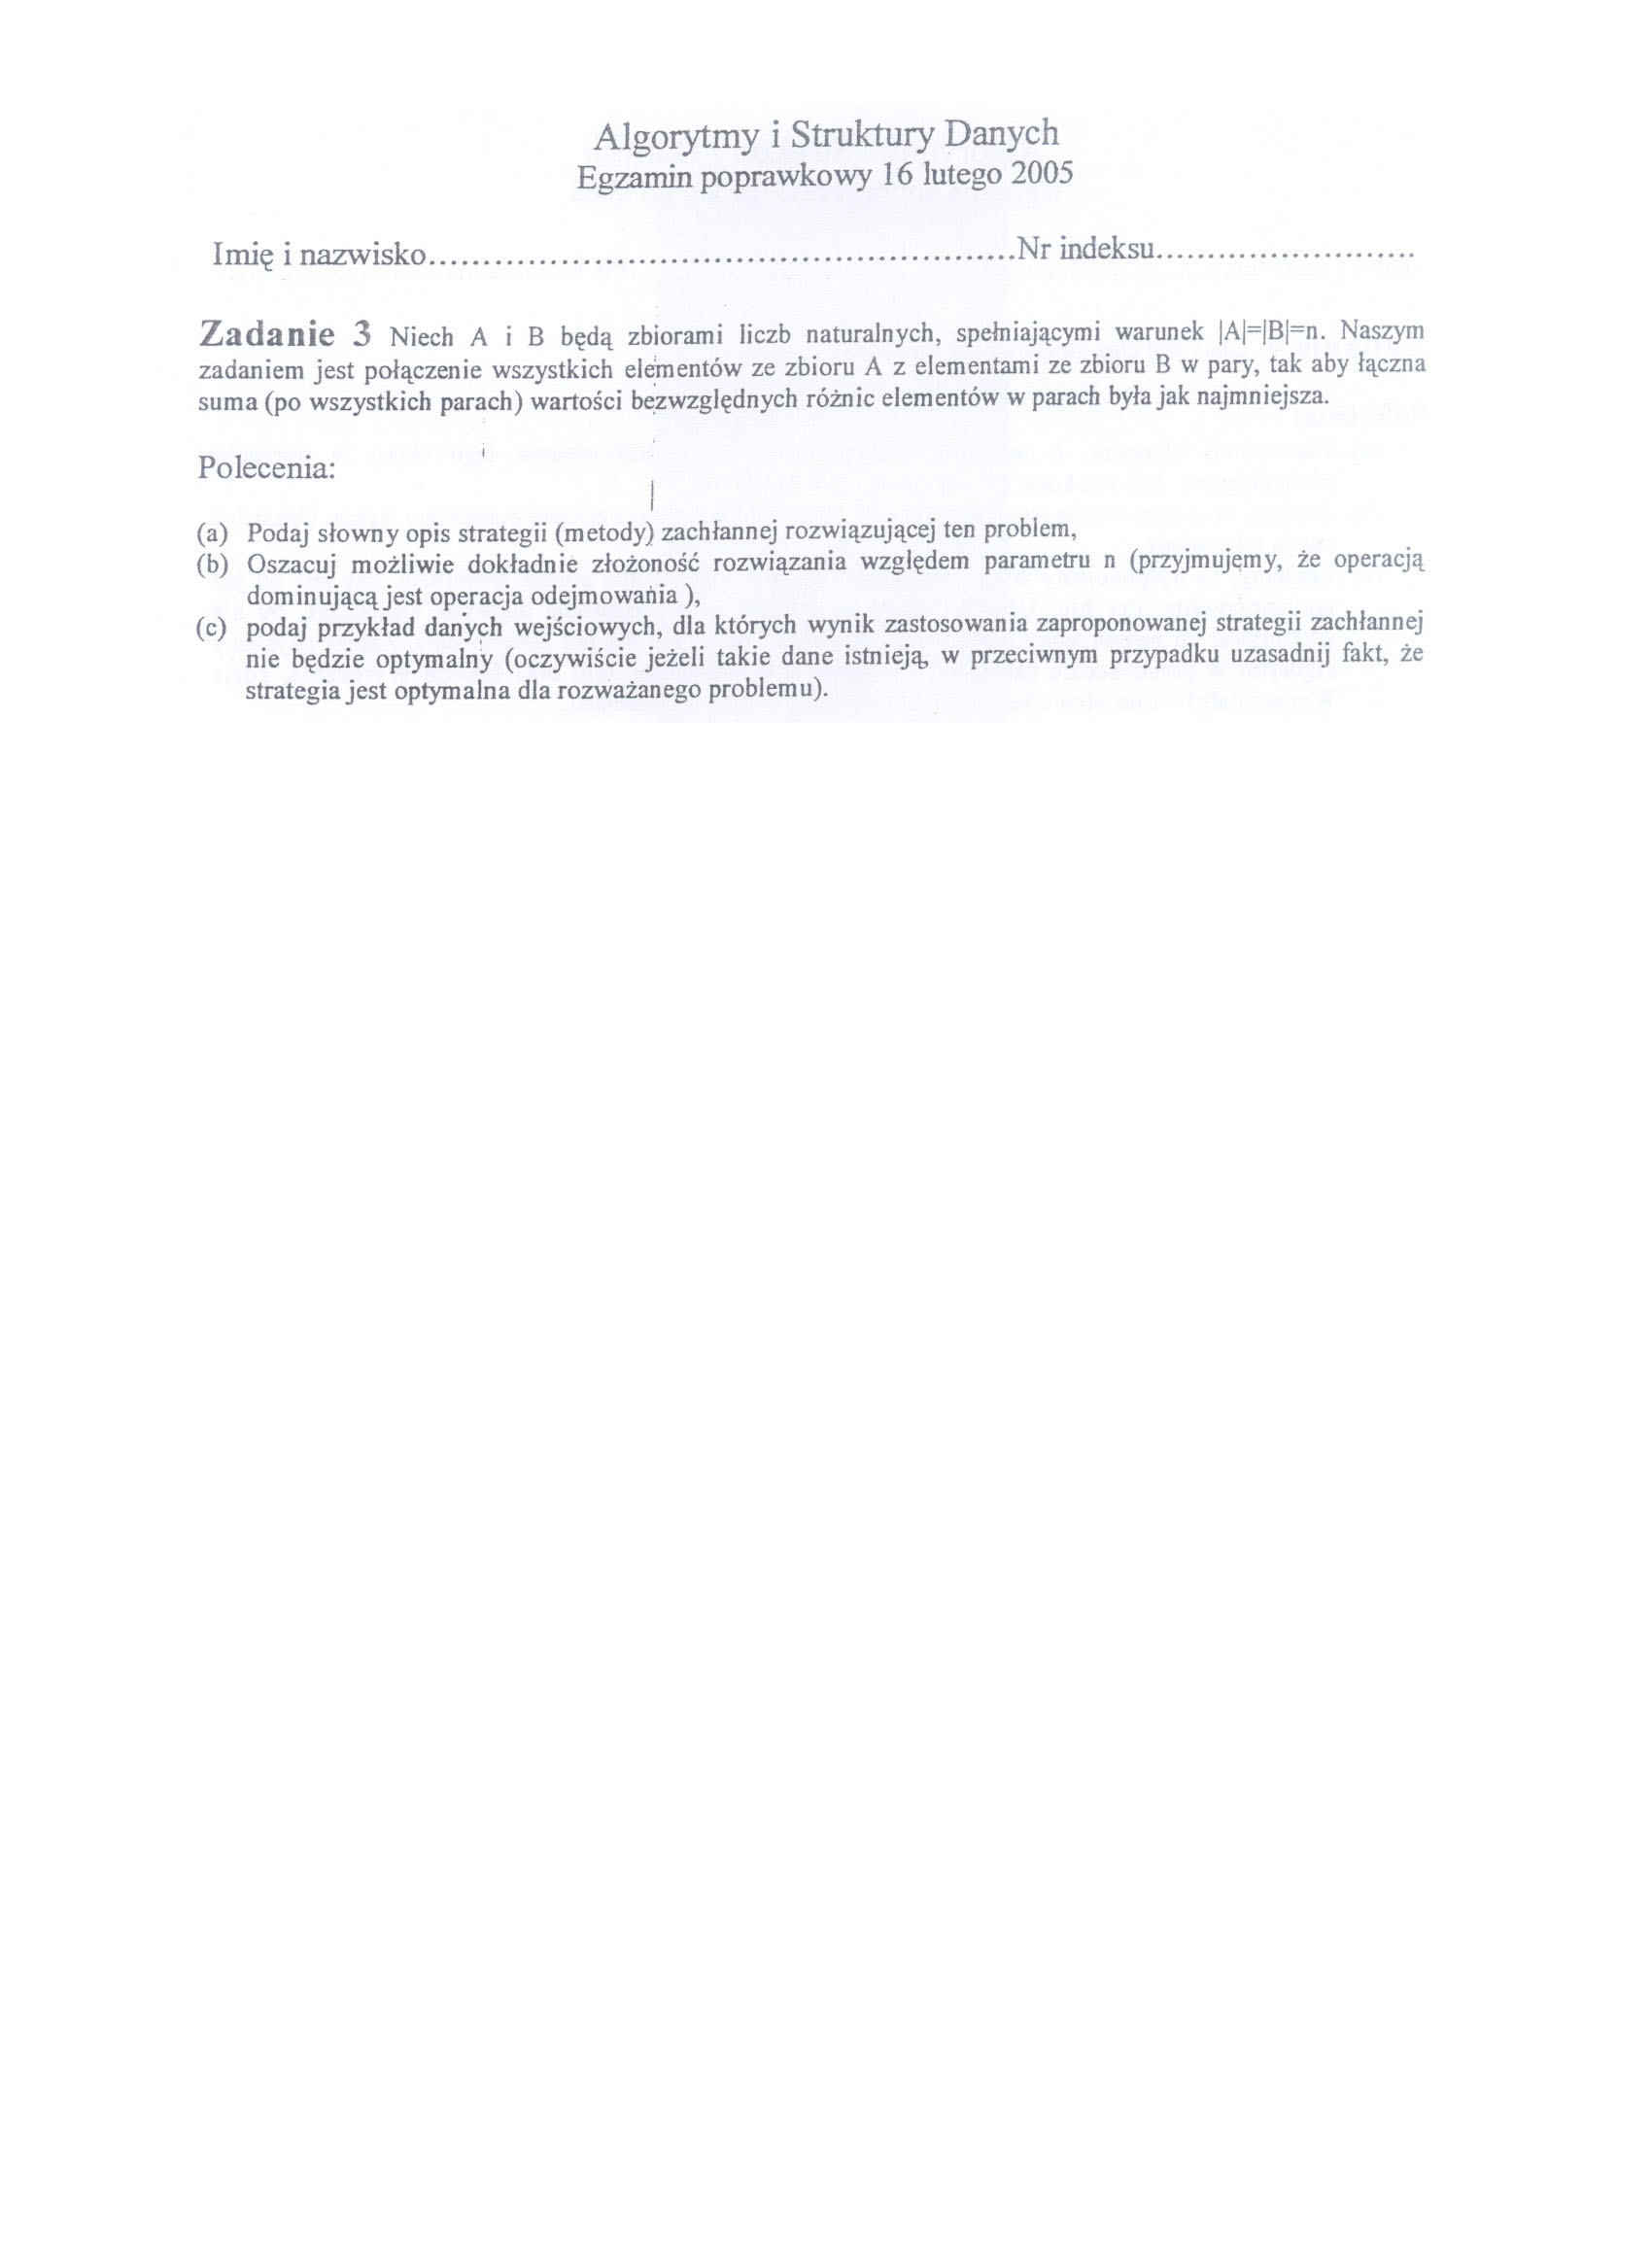 Algorytmy i Struktury Danych
Egzamin poprawkowy 16 lutego 2005
Imię i nazwisko......................................................Nr indeksu.........................
Zadanie 3 Niech A i B będą zbiorami liczb naturalnych, spełniającymi warunek |A|=|B|=n. Naszym
zadaniem jest połączenie wszystkich elementów ze zbioru A z elementami ze zbioru B w pary, tak aby łączna
suma (po wszystkich parach) wartości bezwzględnych różnic elementów w parach była jak najmniejsza.
Polecenia:
(a) Podaj słowny opis strategii (metody) zachłannej rozwiązującej ten problem,
(b) Oszacuj możliwie dokładnie złożoność rozwiązania względem parametru n (przyjmujemy, że operacją
dominującą jest operacja odejmowania ),
(c) podaj przykład danych wejściowych, dla których wynik zastosowania zaproponowanej strategii zachłannej
nie będzie optymalny (oczywiście jeżeli takie dane istnieją, w przeciwnym przypadku uzasadnij fakt, że
strategia jest optymalna dla rozważanego problemu).